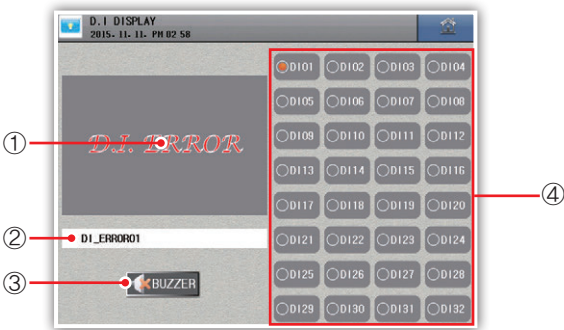 D.I DISPLAY
2015. 11. 11. PM 02 58
DI01 DI02 DI03 DI04
DI05 DI06 DI07 DI08
① D.I. ERROR
DI09 DI10 DI11 DI12
DI13 DI14 DI15 DI16
④
DI17 DI18 DI19 DI20
② DI_ERROR01
DI21 DI22 DI23 DI24
③ BUZZER
DI25 DI26 DI27 DI28
DI29 DI30 DI31 DI32